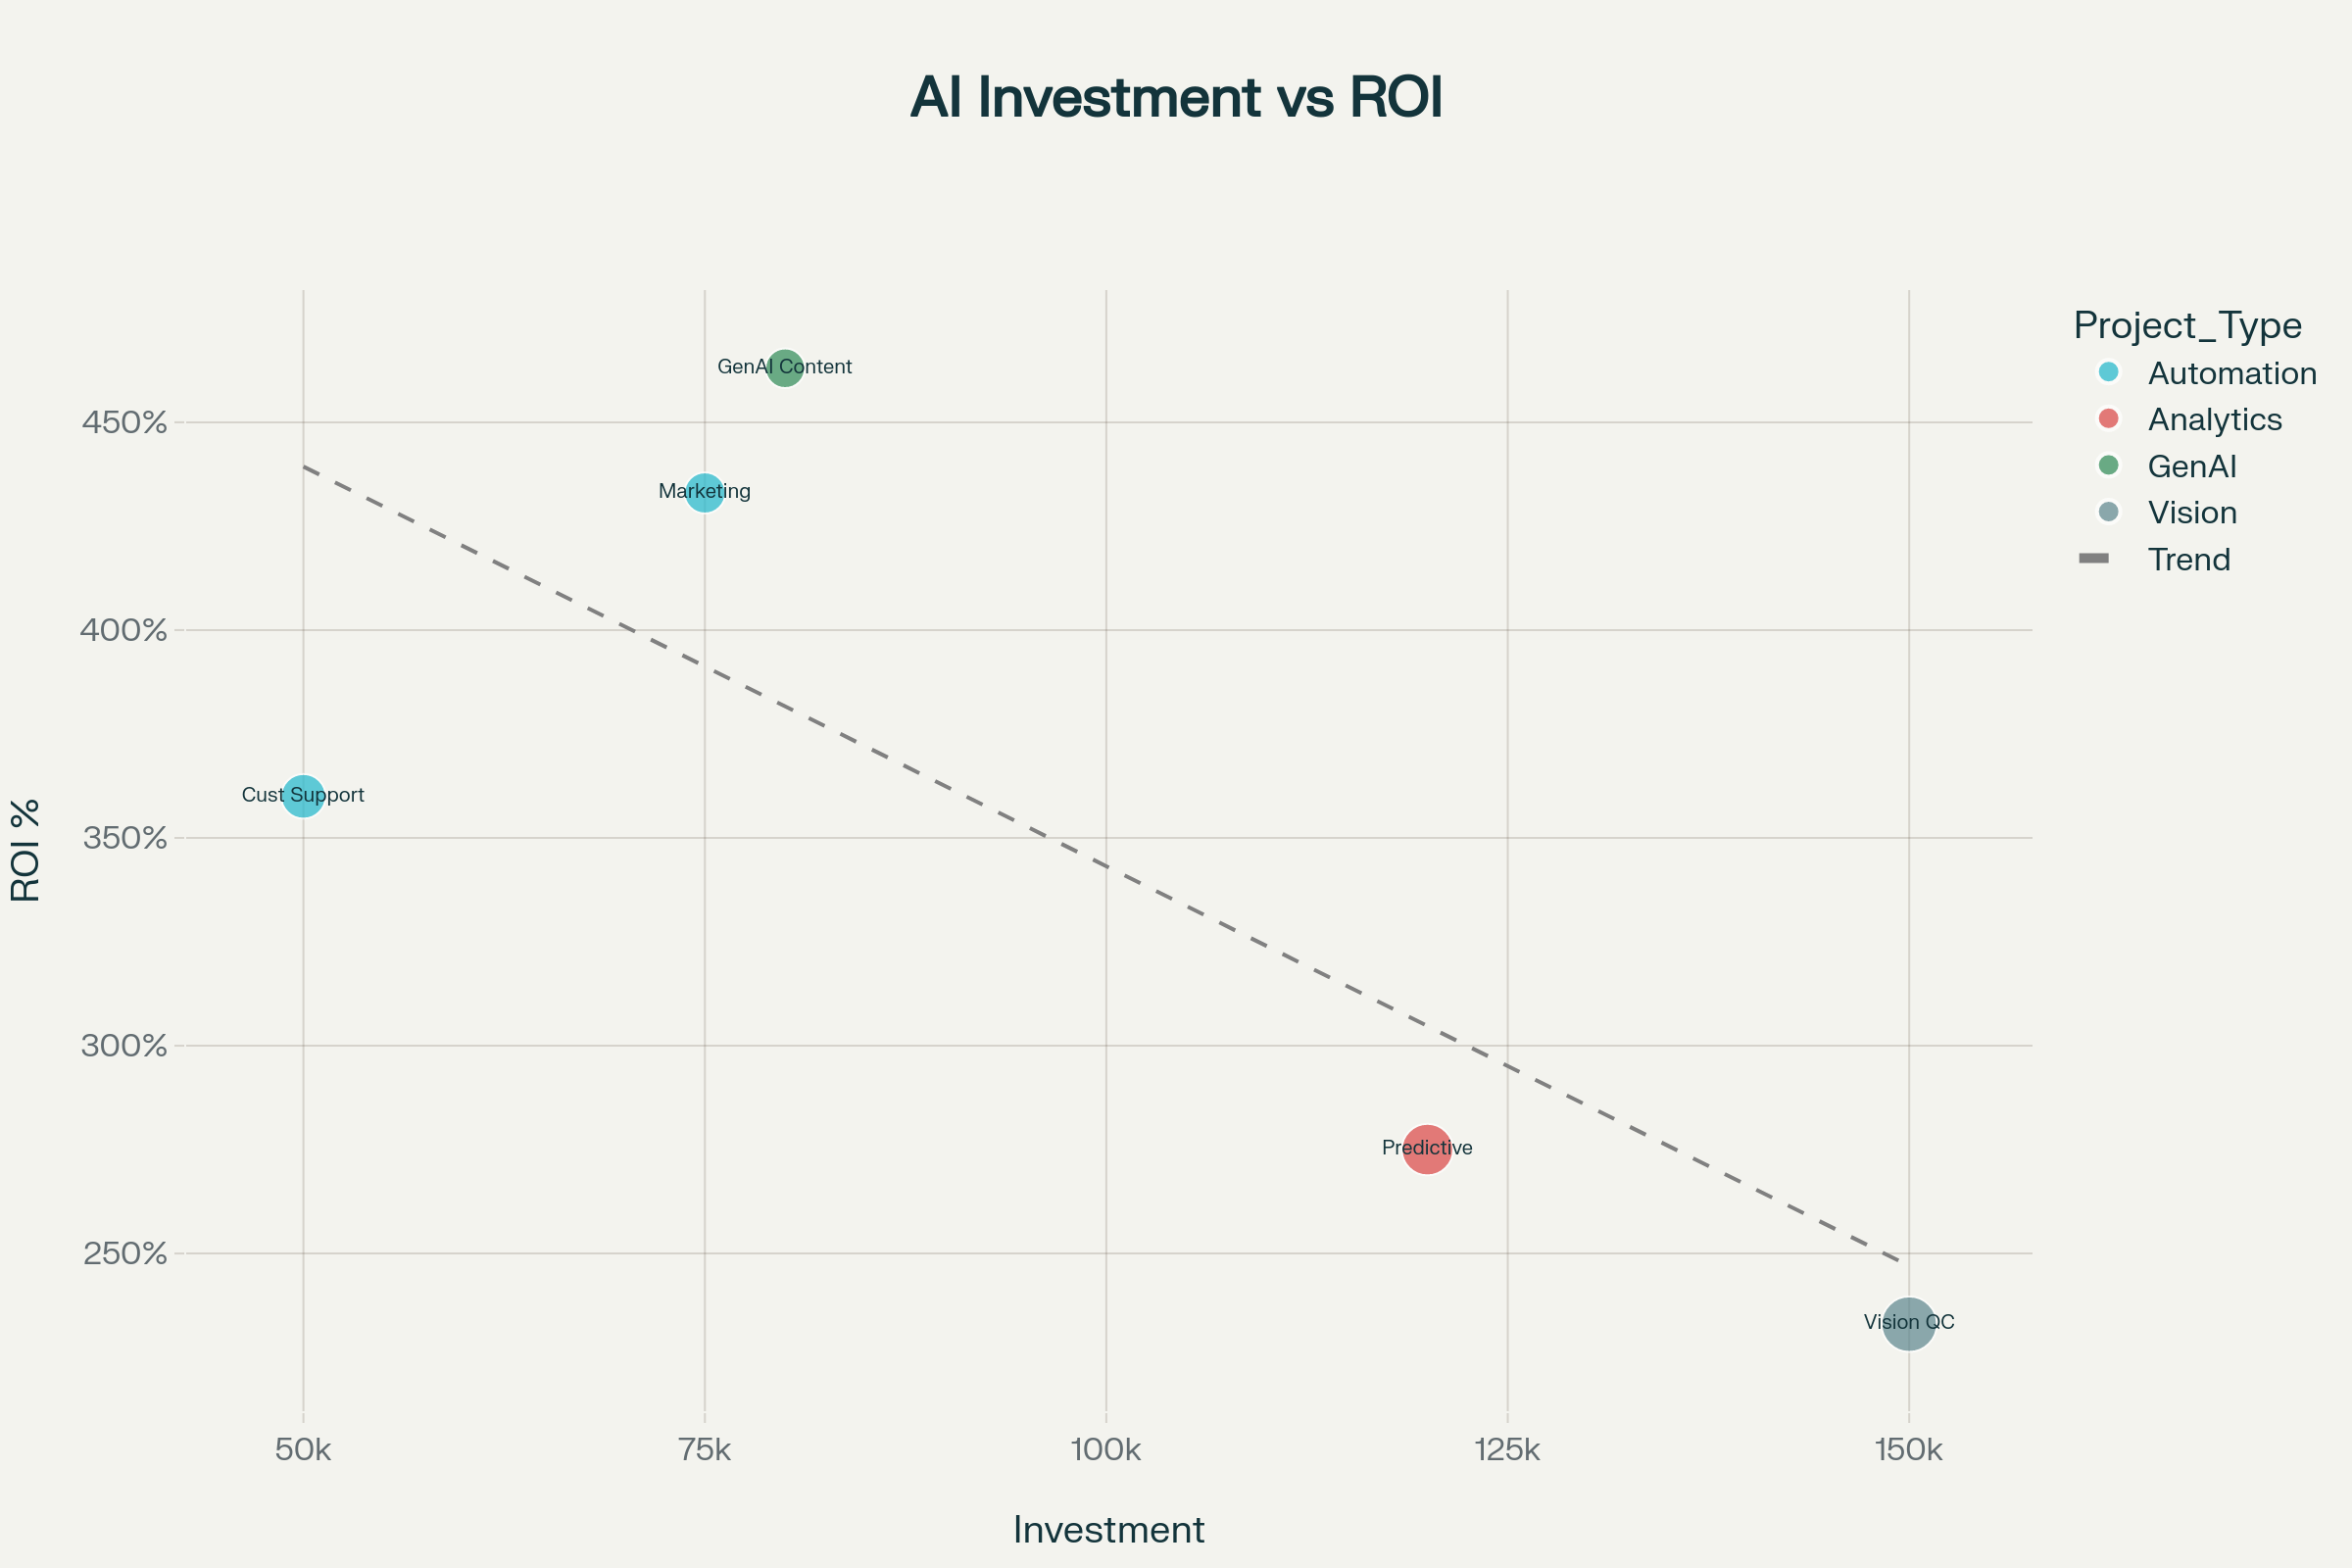 AI Investment vs ROI
Project_Type
Automation
Analytics
GenAI
Vision
Trend
GenAI Content
Marketing
Cust Support
Predictive
Vision QC
ROI %
450%
400%
350%
300%
250%
50k
75k
100k
125k
150k
Investment